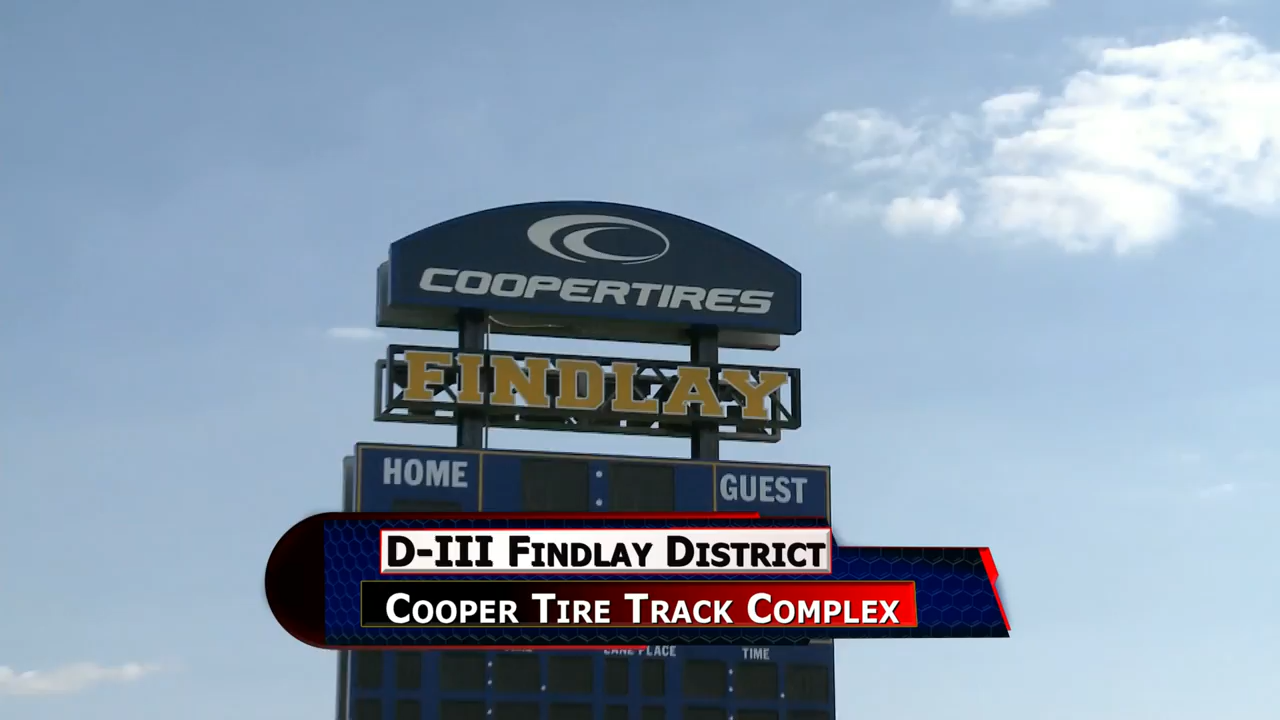 COOPERTIRES
FINDLAY
HOME
GUEST
D-III FINDLAY DISTRICT
COOPER TIRE TRACK COMPLEX
LANE PLACE
TIME